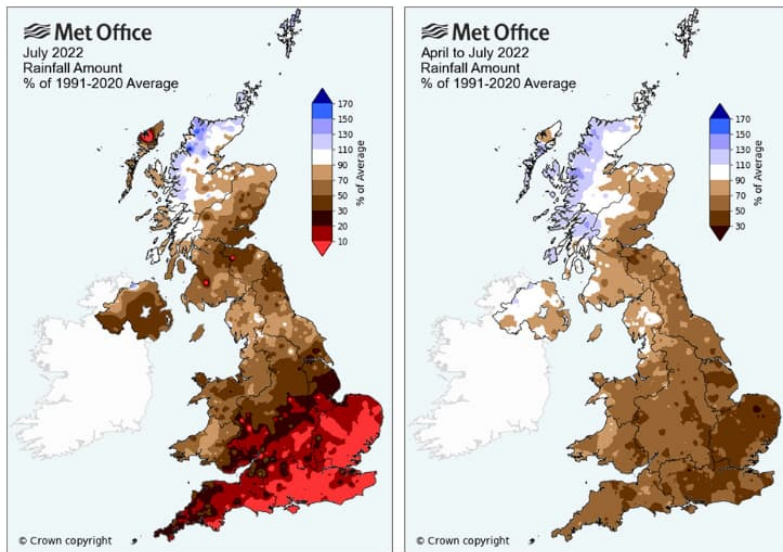 Met Office
July 2022
Rainfall Amount
% of 1991-2020 Average
170
150
130
110
90
70
50
30
20
10
% of Average
© Crown copyright
Met Office
April to July 2022
Rainfall Amount
% of 1991-2020 Average
170
150
130
110
90
70
50
30
% of Average
© Crown copyright